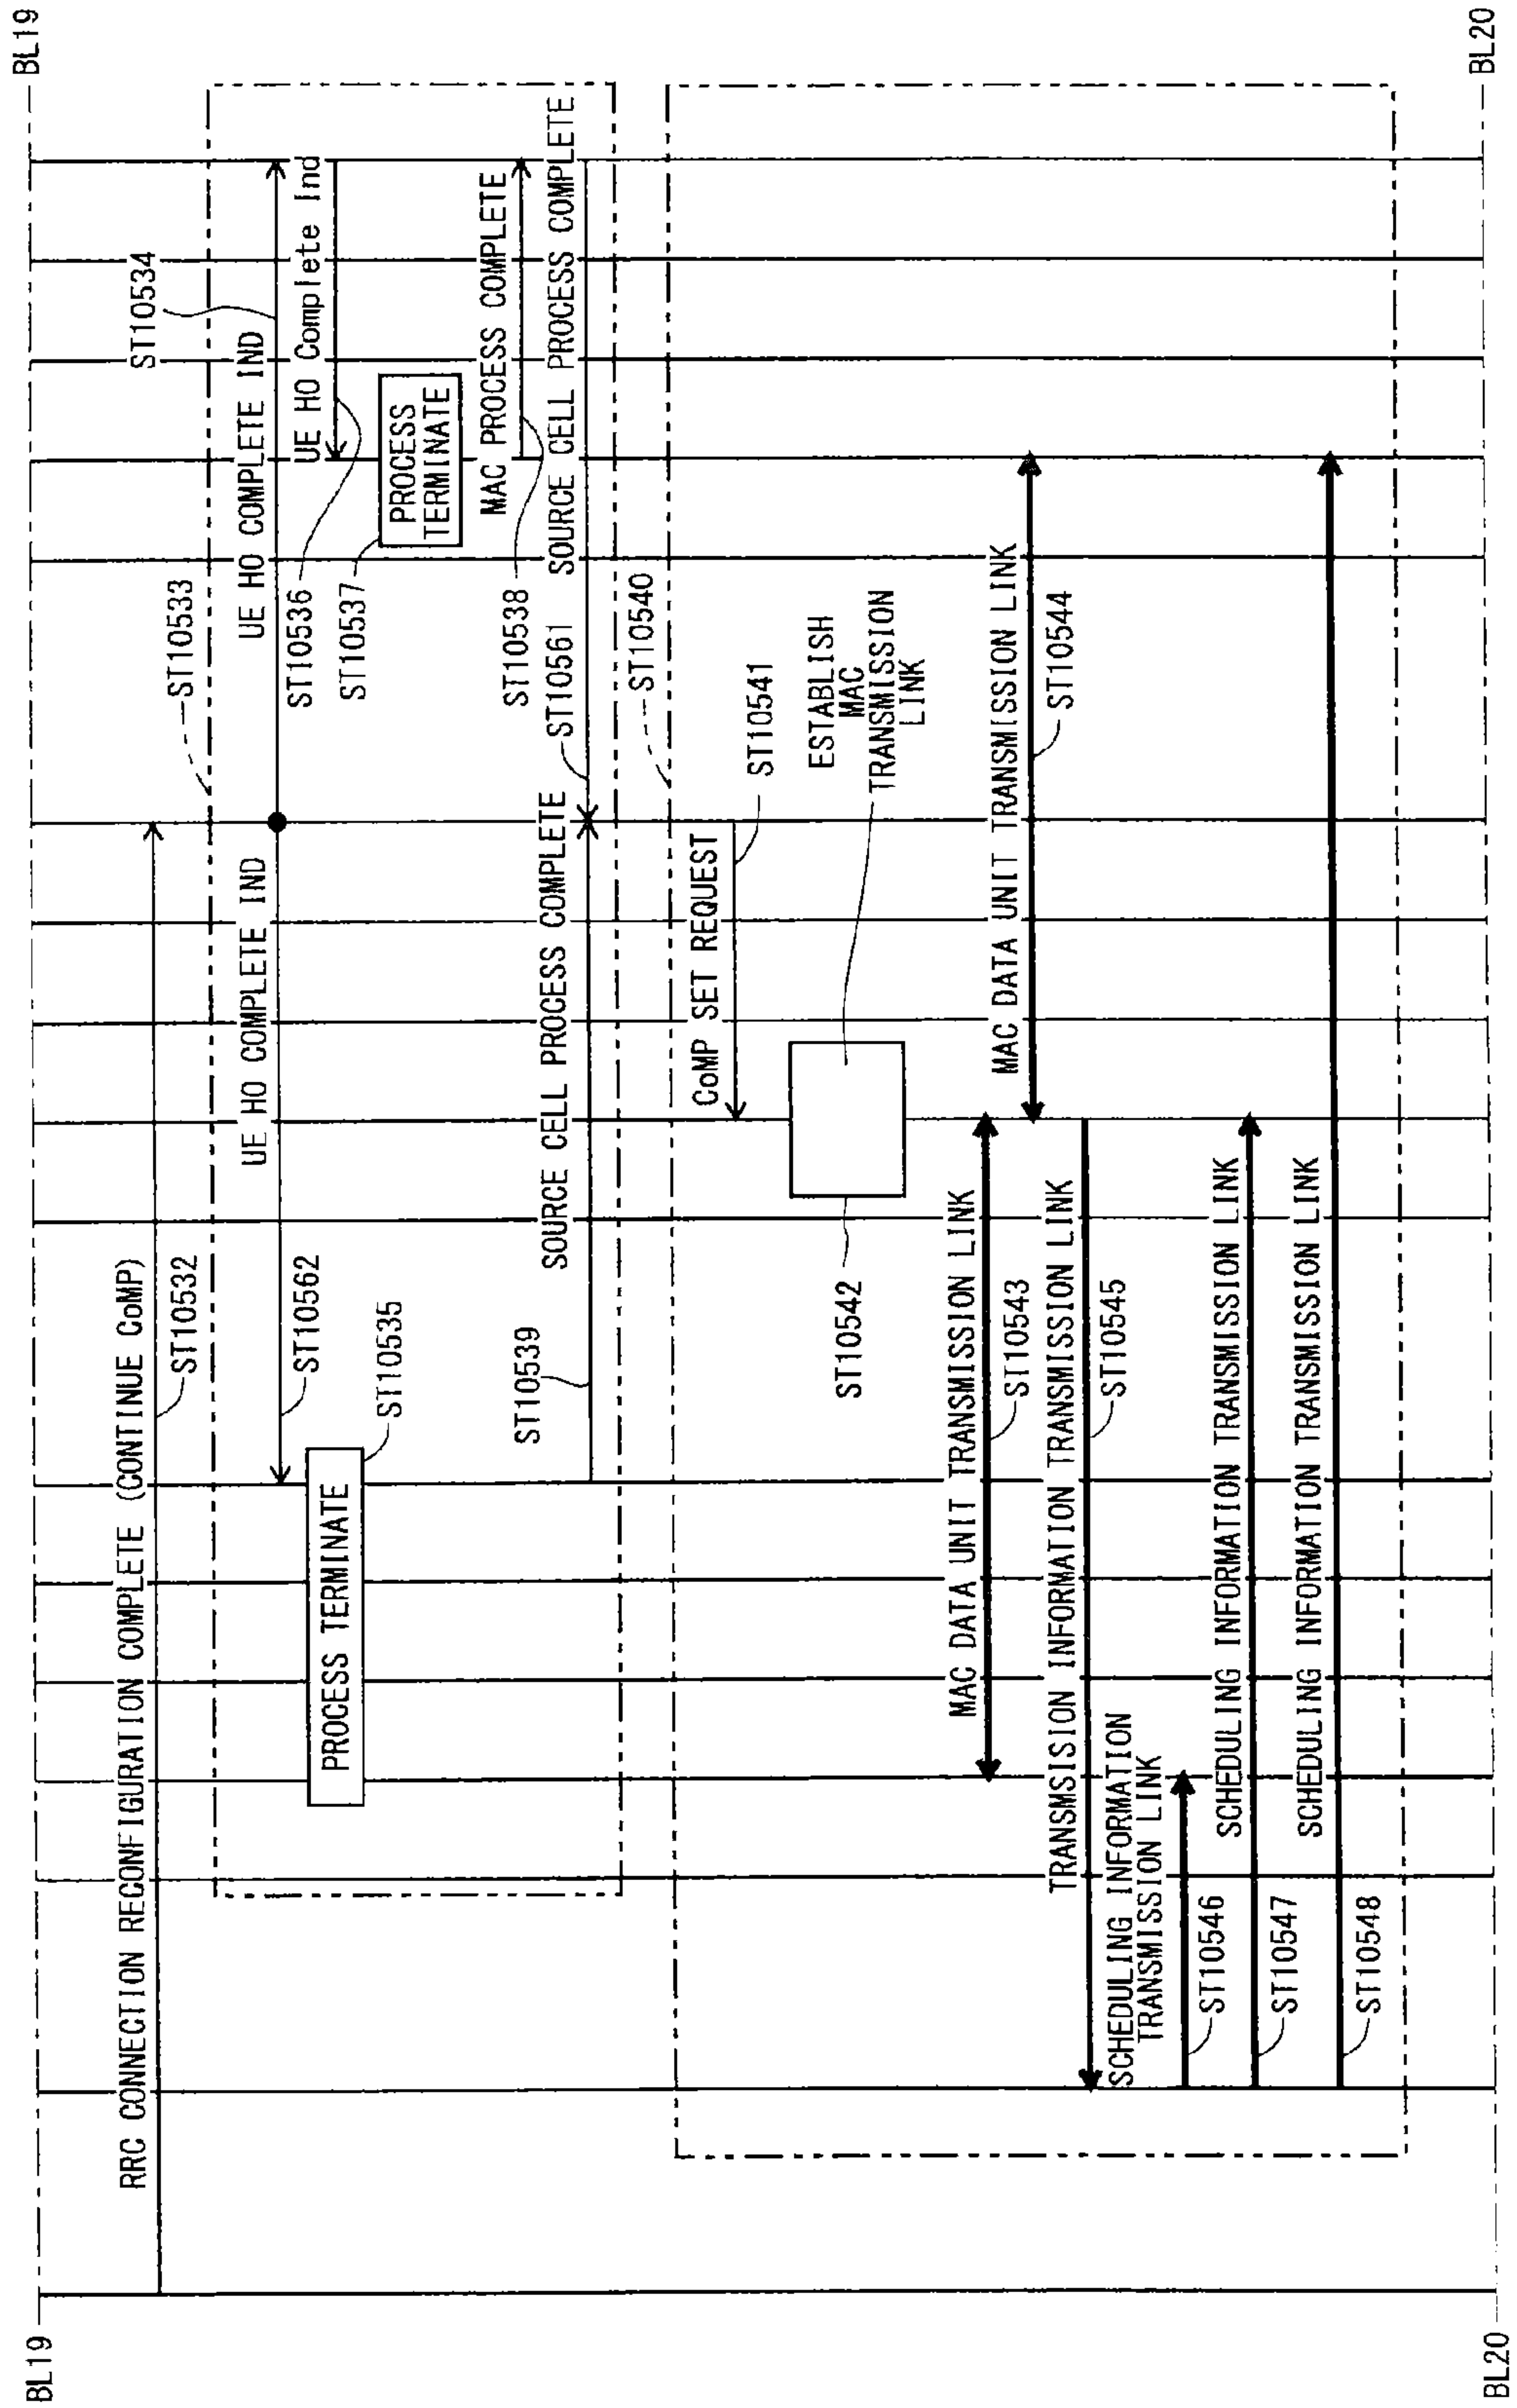 BL19
BL19
RRC CONNECTION RECONFIGURATION COMPLETE (CONTINUE CoMP)
ST10532
ST10533
ST10534
UE HO COMPLETE IND
UE HO COMPLETE IND
ST10562
ST10536
UE HO Complete Ind
PROCESS TERMINATE
ST10535
ST10537
PROCESS
TERMINATE
MAC PROCESS COMPLETE
ST10538
ST10539
SOURCE CELL PROCESS COMPLETE
ST10561
SOURCE CELL PROCESS COMPLETE
ST10540
CoMP SET REQUEST
ST10541
ESTABLISH
MAC
TRANSMISSION
LINK
ST10542
MAC DATA UNIT TRANSMISSION LINK
ST10543
MAC DATA UNIT TRANSMISSION LINK
ST10544
TRANSMSISION INFORMATION TRANSMISSION LINK
ST10545
SCHEDULING INFORMATION
TRANSMISSION LINK
ST10546
SCHEDULING INFORMATION TRANSMISSION LINK
ST10547
SCHEDULING INFORMATION TRANSMISSION LINK
ST10548
BL20
BL20